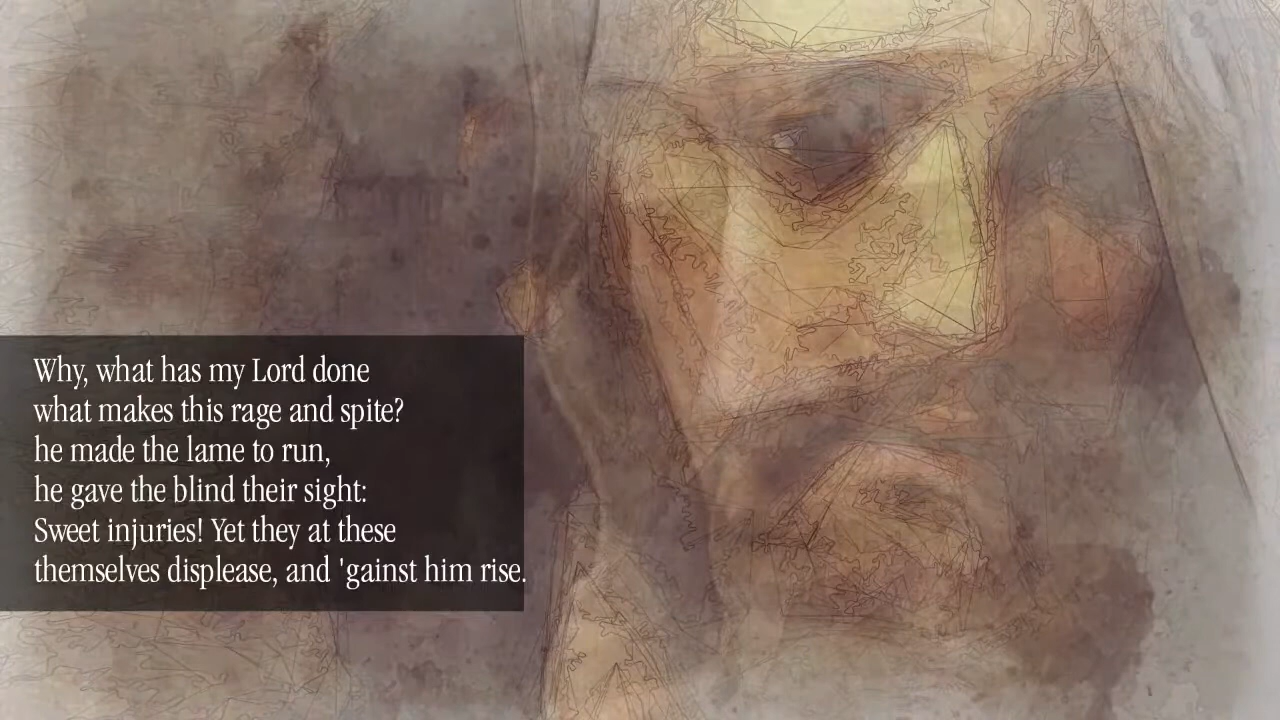 Why, what has my Lord done
what makes this rage and spite?
he made the lame to run,
he gave the blind their sight:
Sweet injuries! Yet they at these
themselves displease, and 'gainst him rise.